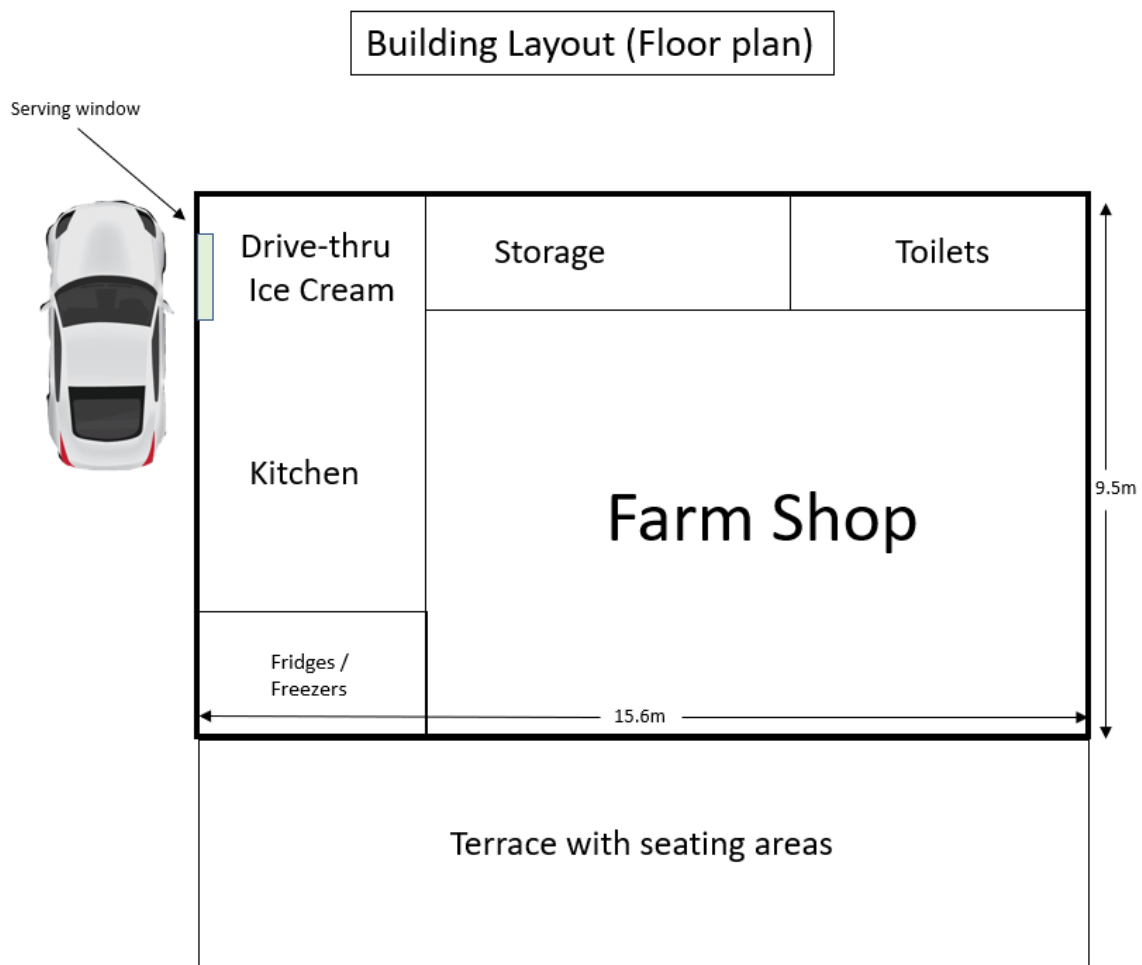 Building Layout (Floor plan)
Serving window
Drive-thru
Ice Cream
Storage
Toilets
Kitchen
Farm Shop
9.5m
Fridges /
Freezers
15.6m
Terrace with seating areas